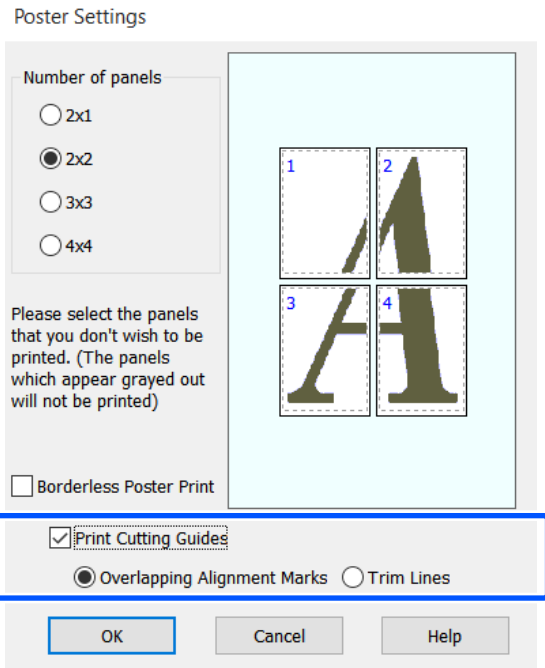 Poster Settings
Number of panels
2x1
2x2
3x3
4x4
1
2
3
4
Please select the panels
that you don't wish to be
printed. (The panels
which appear grayed out
will not be printed)
Borderless Poster Print
Print Cutting Guides
Overlapping Alignment Marks Trim Lines
OK Cancel Help